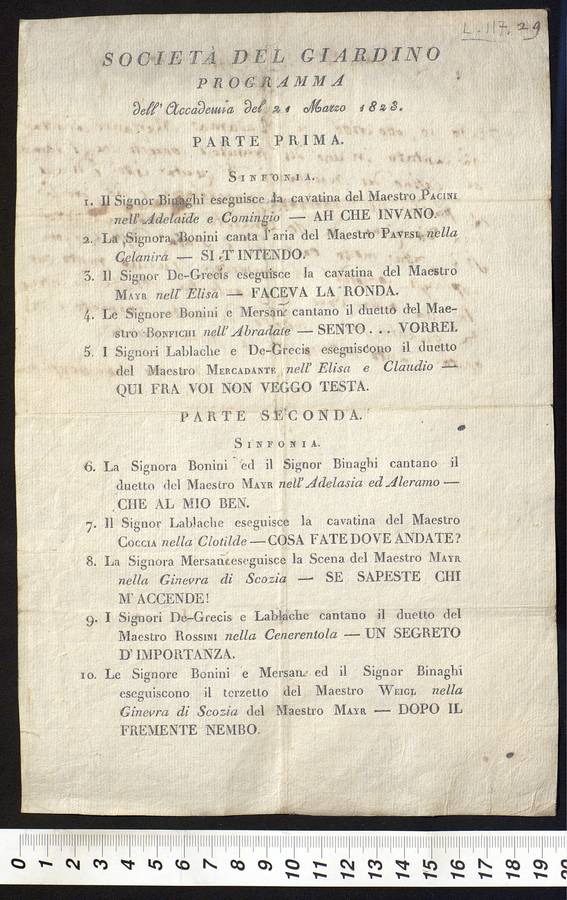 L. 117. 29
SOCIETÀ DEL GIARDINO
PROGRAMMA
dell' Accademia del 21 Marzo 1823.
PARTE PRIMA.
SINFONIA.
1. Il Signor Binaghi eseguisce la cavatina del Maestro PACINI
nell' Adelaide e Comingio — AH CHE INVANO.
2. La Signora Bonini canta l'aria del Maestro PAVESI nella
Celanira — SI T'INTENDO.
3. Il Signor De-Grecis eseguisce la cavatina del Maestro
MAYR nell' Elisa — FACEVA LA RONDA.
4. Le Signore Bonini e Mersan cantano il duetto del Mae-
stro BONFICHI nell' Abradate — SENTO . . . VORREI.
5. I Signori Lablache e De-Grecis eseguiscono il duetto
del Maestro MERCADANTE nell' Elisa e Claudio —
QUI FRA VOI NON VEGGO TESTA.
PARTE SECONDA.
SINFONIA.
6. La Signora Bonini ed il Signor Binaghi cantano il
duetto del Maestro MAYR nell' Adelasia ed Aleramo —
CHE AL MIO BEN.
7. Il Signor Lablache eseguisce la cavatina del Maestro
COCCIA nella Clotilde — COSA FATE DOVE ANDATE?
8. La Signora Mersan eseguisce la Scena del Maestro MAYR
nella Ginevra di Scozia — SE SAPESTE CHI
M'ACCENDE!
9. I Signori De-Grecis e Lablache cantano il duetto del
Maestro ROSSINI nella Cenerentola — UN SEGRETO
D'IMPORTANZA.
10. Le Signore Bonini e Mersan ed il Signor Binaghi
eseguiscono il terzetto del Maestro WEIGL nella
Ginevra di Scozia del Maestro MAYR — DOPO IL
FREMENTE NEMBO.
0 1 2 3 4 5 6 7 8 9 10 11 12 13 14 15 16 17 18 19 20